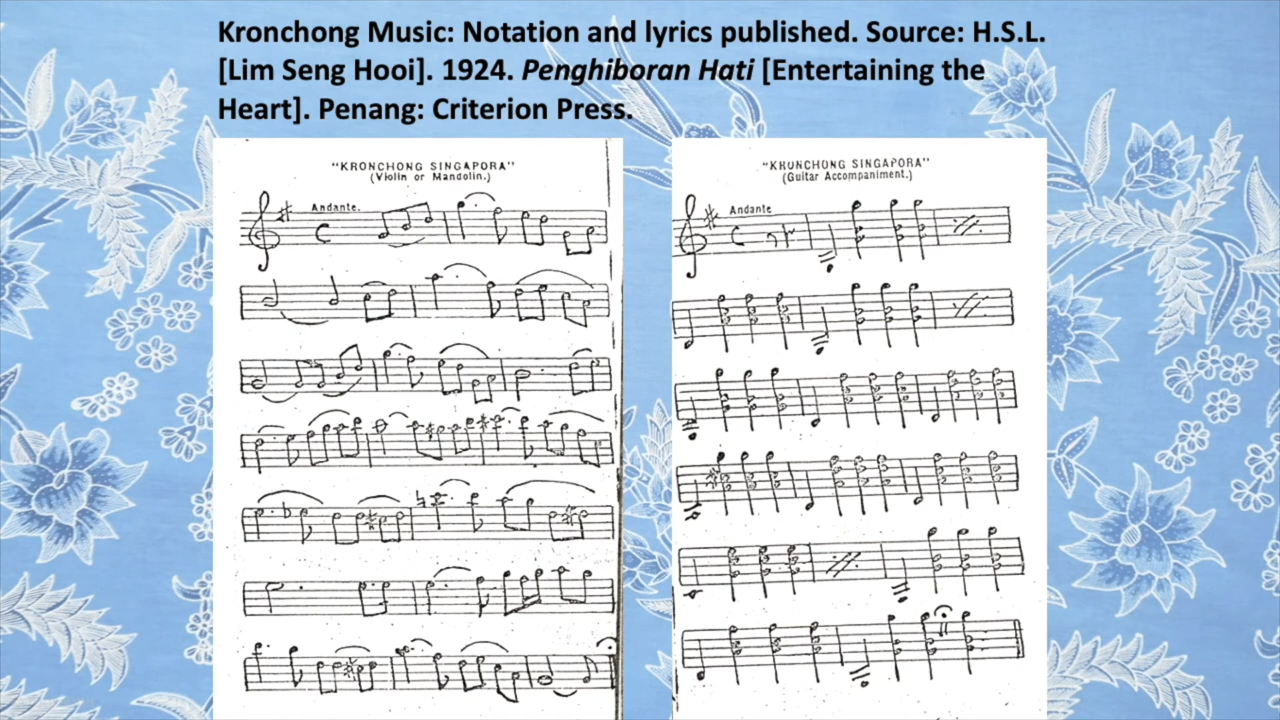 Kronchong Music: Notation and lyrics published. Source: H.S.L.
[Lim Seng Hooi]. 1924. Penghiboran Hati [Entertaining the
Heart]. Penang: Criterion Press.
"KRONCHONG SINGAPORA"
(Violin or Mandolin.)
Andante.
"KRONCHONG SINGAPORA"
(Guitar Accompaniment.)
Andante